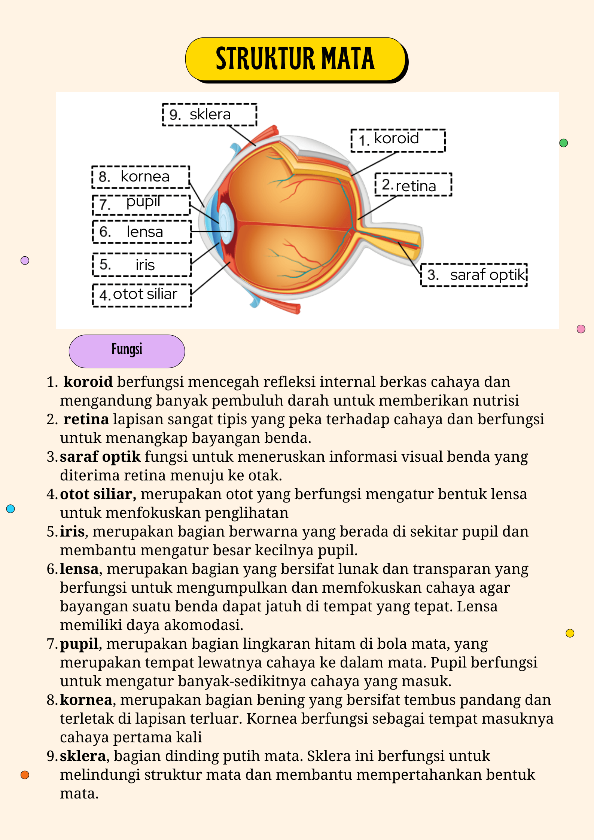 STRUKTUR MATA
9. sklera
1. koroid
8. kornea
2. retina
7. pupil
6. lensa
5. iris
3. saraf optik
4. otot siliar
Fungsi
1. koroid berfungsi mencegah refleksi internal berkas cahaya dan
mengandung banyak pembuluh darah untuk memberikan nutrisi
2. retina lapisan sangat tipis yang peka terhadap cahaya dan berfungsi
untuk menangkap bayangan benda.
3. saraf optik fungsi untuk meneruskan informasi visual benda yang
diterima retina menuju ke otak.
4. otot siliar, merupakan otot yang berfungsi mengatur bentuk lensa
untuk menfokuskan penglihatan
5. iris, merupakan bagian berwarna yang berada di sekitar pupil dan
membantu mengatur besar kecilnya pupil.
6. lensa, merupakan bagian yang bersifat lunak dan transparan yang
berfungsi untuk mengumpulkan dan memfokuskan cahaya agar
bayangan suatu benda dapat jatuh di tempat yang tepat. Lensa
memiliki daya akomodasi.
7. pupil, merupakan bagian lingkaran hitam di bola mata, yang
merupakan tempat lewatnya cahaya ke dalam mata. Pupil berfungsi
untuk mengatur banyak-sedikitnya cahaya yang masuk.
8. kornea, merupakan bagian bening yang bersifat tembus pandang dan
terletak di lapisan terluar. Kornea berfungsi sebagai tempat masuknya
cahaya pertama kali
9. sklera, bagian dinding putih mata. Sklera ini berfungsi untuk
melindungi struktur mata dan membantu mempertahankan bentuk
mata.